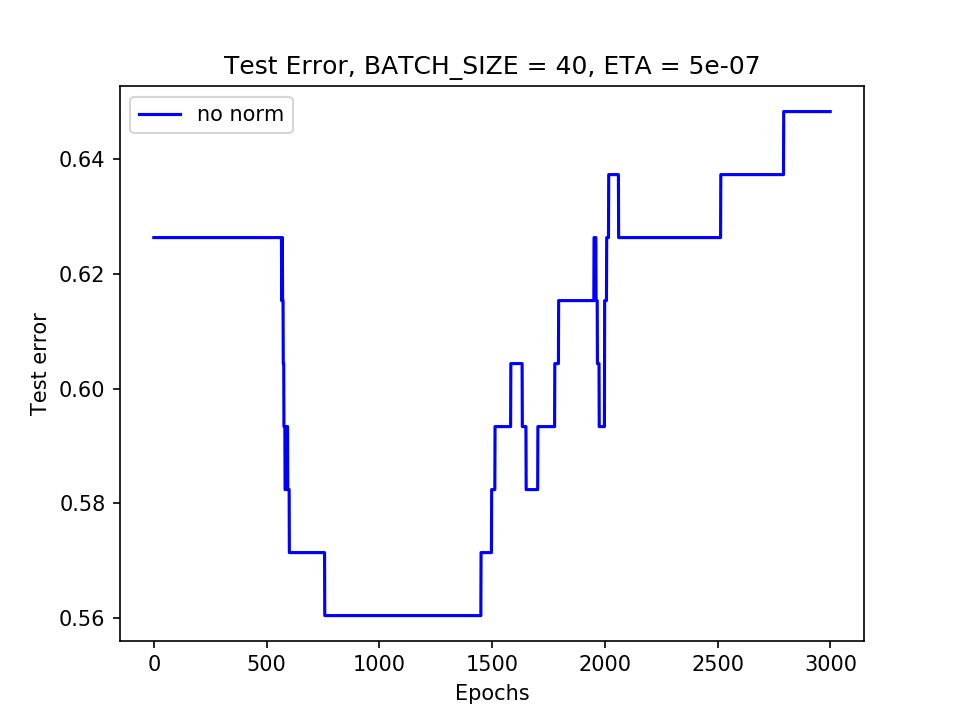 Test Error, BATCH_SIZE = 40, ETA = 5e-07
no norm
Test error
0.64
0.62
0.60
0.58
0.56
0 500 1000 1500 2000 2500 3000
Epochs